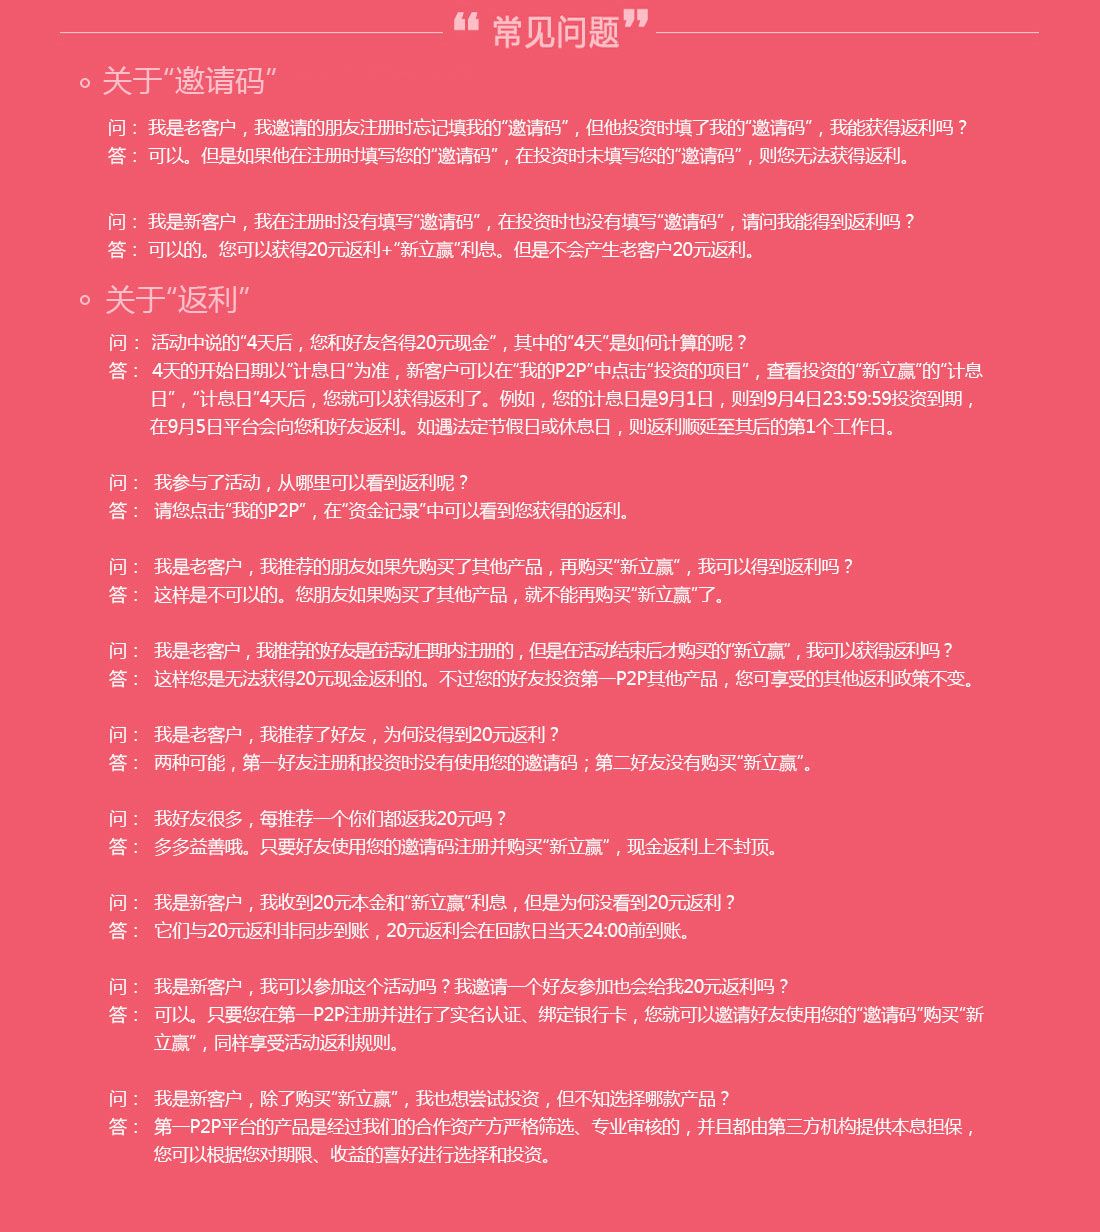 “ 常见问题 ”
关于“邀请码”
问： 我是老客户，我邀请的朋友注册时忘记填我的“邀请码”，但他投资时填了我的“邀请码”，我能获得返利吗？
答： 可以。但是如果他在注册时填写您的“邀请码”，在投资时未填写您的“邀请码”，则您无法获得返利。
问： 我是新客户，我在注册时没有填写“邀请码”，在投资时也没有填写“邀请码”，请问我能得到返利吗？
答： 可以的。您可以获得20元返利+“新立赢”利息。但是不会产生老客户20元返利。
关于“返利”
问： 活动中说的“4天后，您和好友各得20元现金”，其中的“4天”是如何计算的呢？
答： 4天的开始日期以“计息日”为准，新客户可以在“我的P2P”中点击“投资的项目”，查看投资的“新立赢”的“计息
日”，“计息日”4天后，您就可以获得返利了。例如，您的计息日是9月1日，则到9月4日23:59:59投资到期，
在9月5日平台会向您和好友返利。如遇法定节假日或休息日，则返利顺延至其后的第1个工作日。
问： 我参与了活动，从哪里可以看到返利呢？
答： 请您点击“我的P2P”，在“资金记录”中可以看到您获得的返利。
问： 我是老客户，我推荐的朋友如果先购买了其他产品，再购买“新立赢”，我可以得到返利吗？
答： 这样是不可以的。您朋友如果购买了其他产品，就不能再购买“新立赢”了。
问： 我是老客户，我推荐的好友是在活动日期内注册的，但是在活动结束后才购买的“新立赢”，我可以获得返利吗？
答： 这样您是无法获得20元现金返利的。不过您的好友投资第一P2P其他产品，您可享受的其他返利政策不变。
问： 我是老客户，我推荐了好友，为何没得到20元返利？
答： 两种可能，第一好友注册和投资时没有使用您的邀请码；第二好友没有购买“新立赢”。
问： 我好友很多，每推荐一个你们都返我20元吗？
答： 多多益善哦。只要好友使用您的邀请码注册并购买“新立赢”，现金返利上不封顶。
问： 我是新客户，我收到20元本金和“新立赢”利息，但是为何没看到20元返利？
答： 它们与20元返利非同步到账，20元返利会在回款日当天24:00前到账。
问： 我是新客户，我可以参加这个活动吗？我邀请一个好友参加也会给我20元返利吗？
答： 可以。只要您在第一P2P注册并进行了实名认证、绑定银行卡，您就可以邀请好友使用您的“邀请码”购买“新
立赢”，同样享受活动返利规则。
问： 我是新客户，除了购买“新立赢”，我也想尝试投资，但不知选择哪款产品？
答： 第一P2P平台的产品是经过我们的合作资产方严格筛选、专业审核的，并且都由第三方机构提供本息担保，
您可以根据您对期限、收益的喜好进行选择和投资。